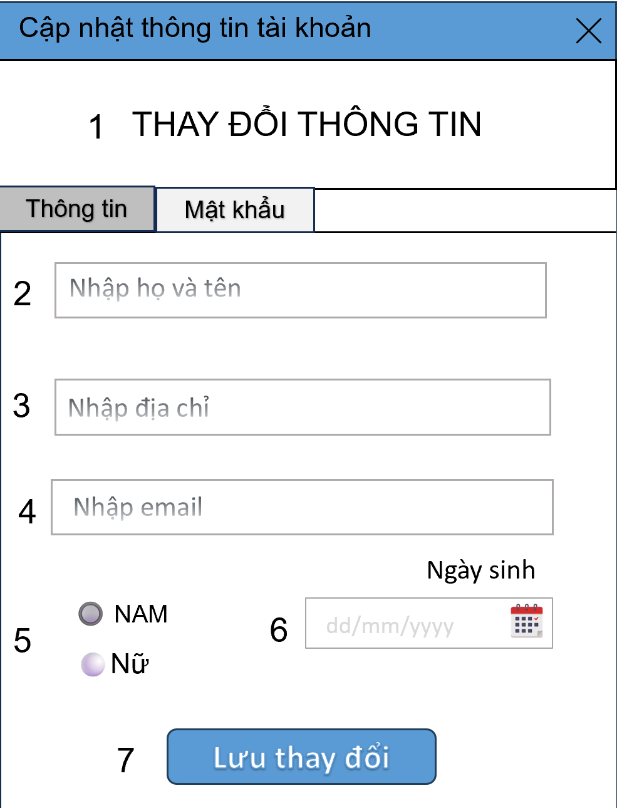 Cập nhật thông tin tài khoản
1 THAY ĐỔI THÔNG TIN
Thông tin Mật khẩu
2 Nhập họ và tên
3 Nhập địa chỉ
4 Nhập email
Ngày sinh
5 NAM
Nữ
6 dd/mm/yyyy
7 Lưu thay đổi